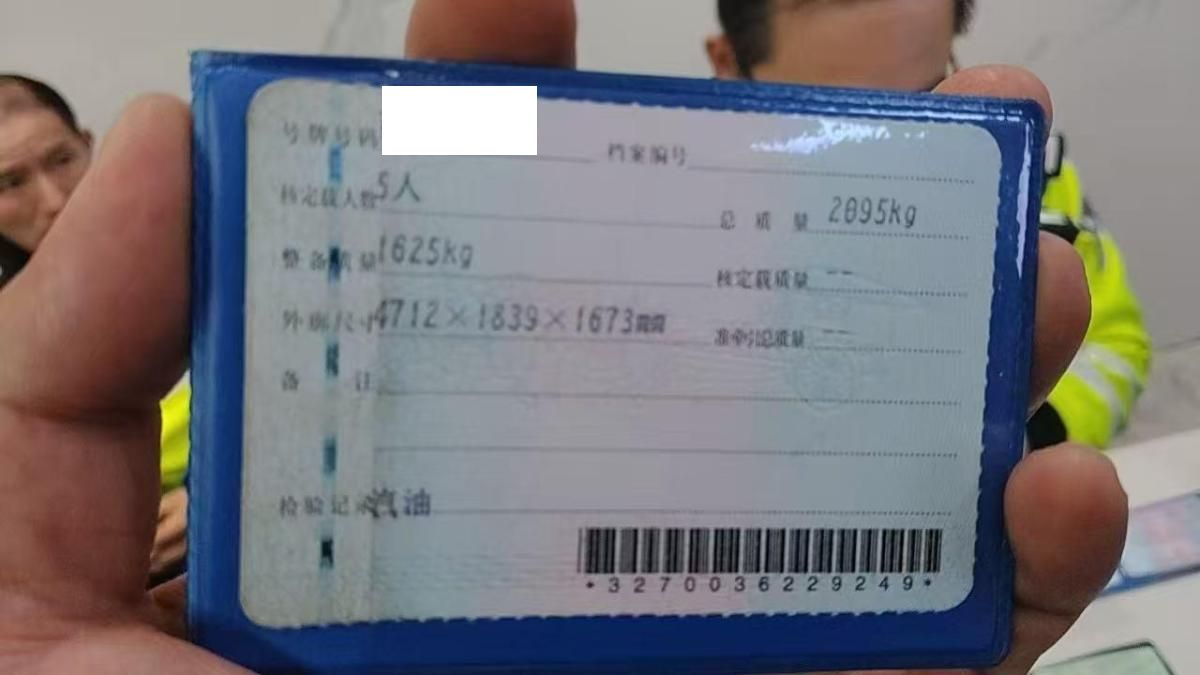 号牌号码 档案编号
核定载人数 5人 总质量 2095kg
整备质量 1625kg 核定载质量 --
外廓尺寸 4712×1839×1673mm 准牵引总质量 --
备注
检验记录 汽油
*3270036229249*